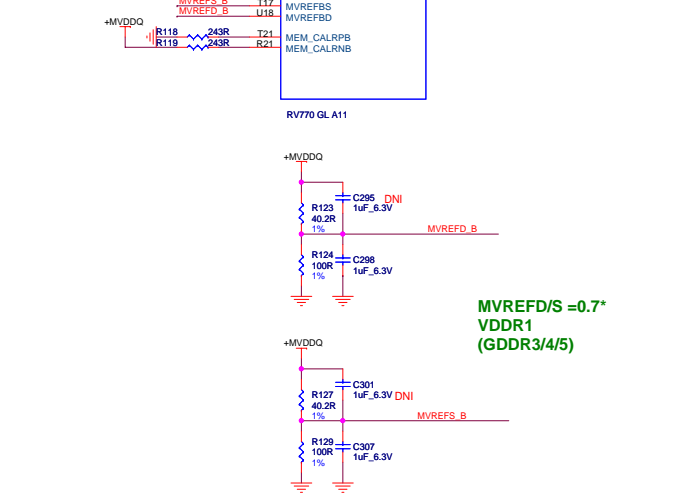 MVREFS_B T17 MVREFBS
MVREFD_B U18 MVREFBD
+MVDDQ
R118 243R T21 MEM_CALRPB
R119 243R R21 MEM_CALRNB
RV770 GL A11
+MVDDQ
C295 DNI
R123 1uF_6.3V
40.2R
1% MVREFD_B
R124 C298
100R 1uF_6.3V
1%
MVREFD/S =0.7*
VDDR1
(GDDR3/4/5)
+MVDDQ
C301
R127 1uF_6.3V DNI
40.2R
1% MVREFS_B
R129 C307
100R 1uF_6.3V
1%